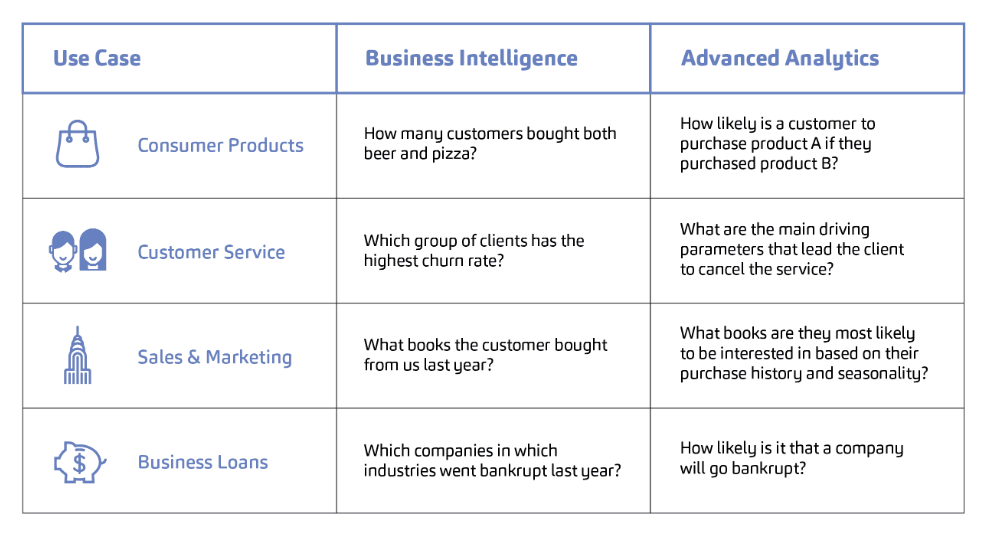 Use Case
Business Intelligence
Advanced Analytics
Consumer Products
How many customers bought both
beer and pizza?
How likely is a customer to
purchase product A if they
purchased product B?
Customer Service
Which group of clients has the
highest churn rate?
What are the main driving
parameters that lead the client
to cancel the service?
Sales & Marketing
What books the customer bought
from us last year?
What books are they most likely
to be interested in based on their
purchase history and seasonality?
Business Loans
$
Which companies in which
industries went bankrupt last year?
How likely is it that a company
will go bankrupt?